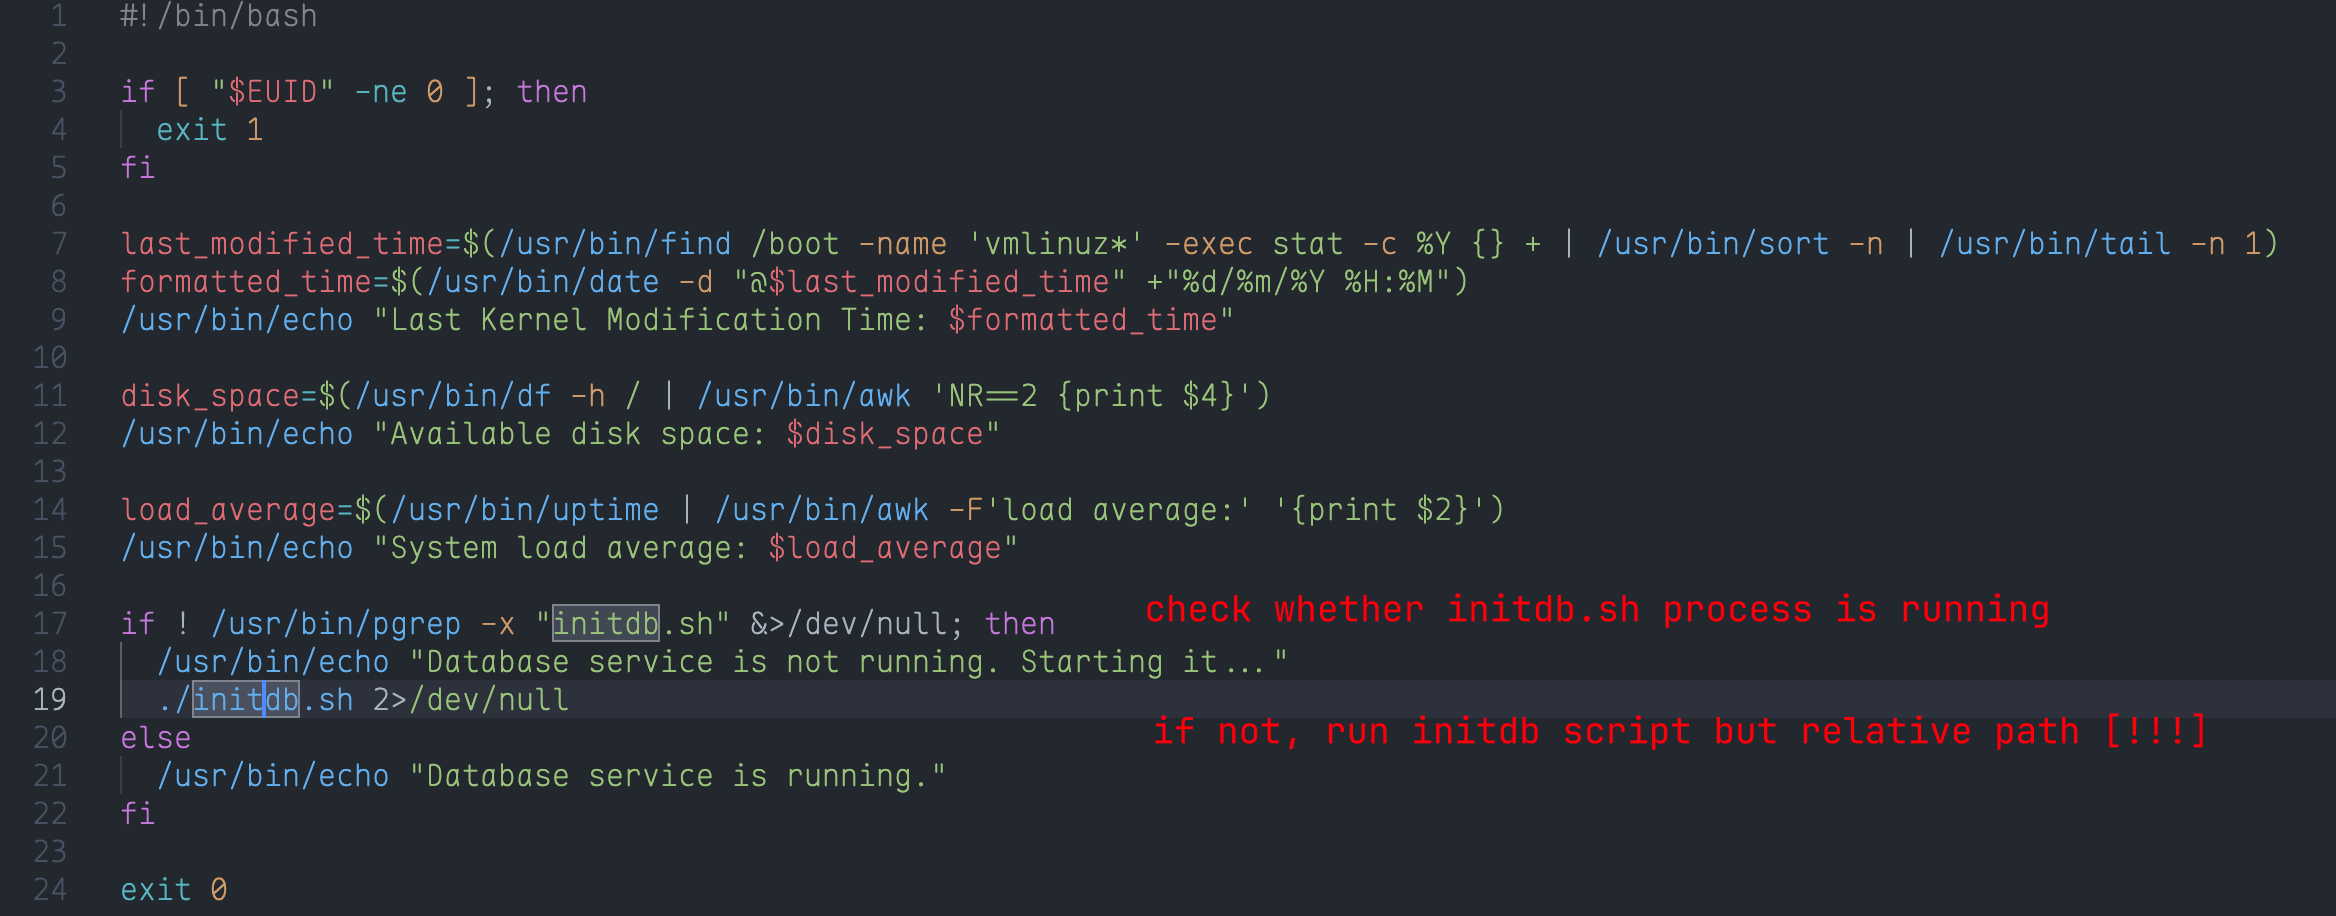 1 #!/bin/bash
2
3 if [ "$EUID" -ne 0 ]; then
4 exit 1
5 fi
6
7 last_modified_time=$(/usr/bin/find /boot -name 'vmlinuz*' -exec stat -c %Y {} + | /usr/bin/sort -n | /usr/bin/tail -n 1)
8 formatted_time=$(/usr/bin/date -d "@$last_modified_time" +"%d/%m/%Y %H:%M")
9 /usr/bin/echo "Last Kernel Modification Time: $formatted_time"
10
11 disk_space=$(/usr/bin/df -h / | /usr/bin/awk 'NR==2 {print $4}')
12 /usr/bin/echo "Available disk space: $disk_space"
13
14 load_average=$(/usr/bin/uptime | /usr/bin/awk -F'load average:' '{print $2}')
15 /usr/bin/echo "System load average: $load_average"
16
17 if ! /usr/bin/pgrep -x "initdb.sh" &>/dev/null; then
check whether initdb.sh process is running
18 /usr/bin/echo "Database service is not running. Starting it..."
19 ./initdb.sh 2>/dev/null
if not, run initdb script but relative path [!!!]
20 else
21 /usr/bin/echo "Database service is running."
22 fi
23
24 exit 0